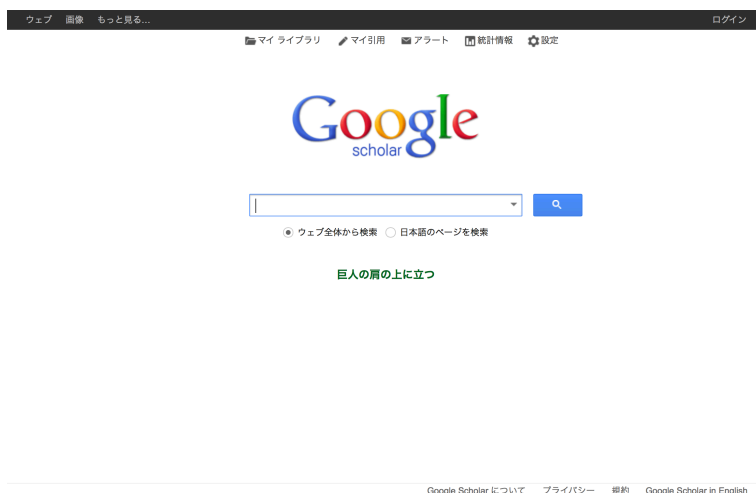 ウェブ 画像 もっと見る... ログイン
マイ ライブラリ マイ引用 アラート 統計情報 設定
Google
scholar
ウェブ全体から検索 日本語のページを検索
巨人の肩の上に立つ
Google Scholar について プライバシー 規約 Google Scholar in English